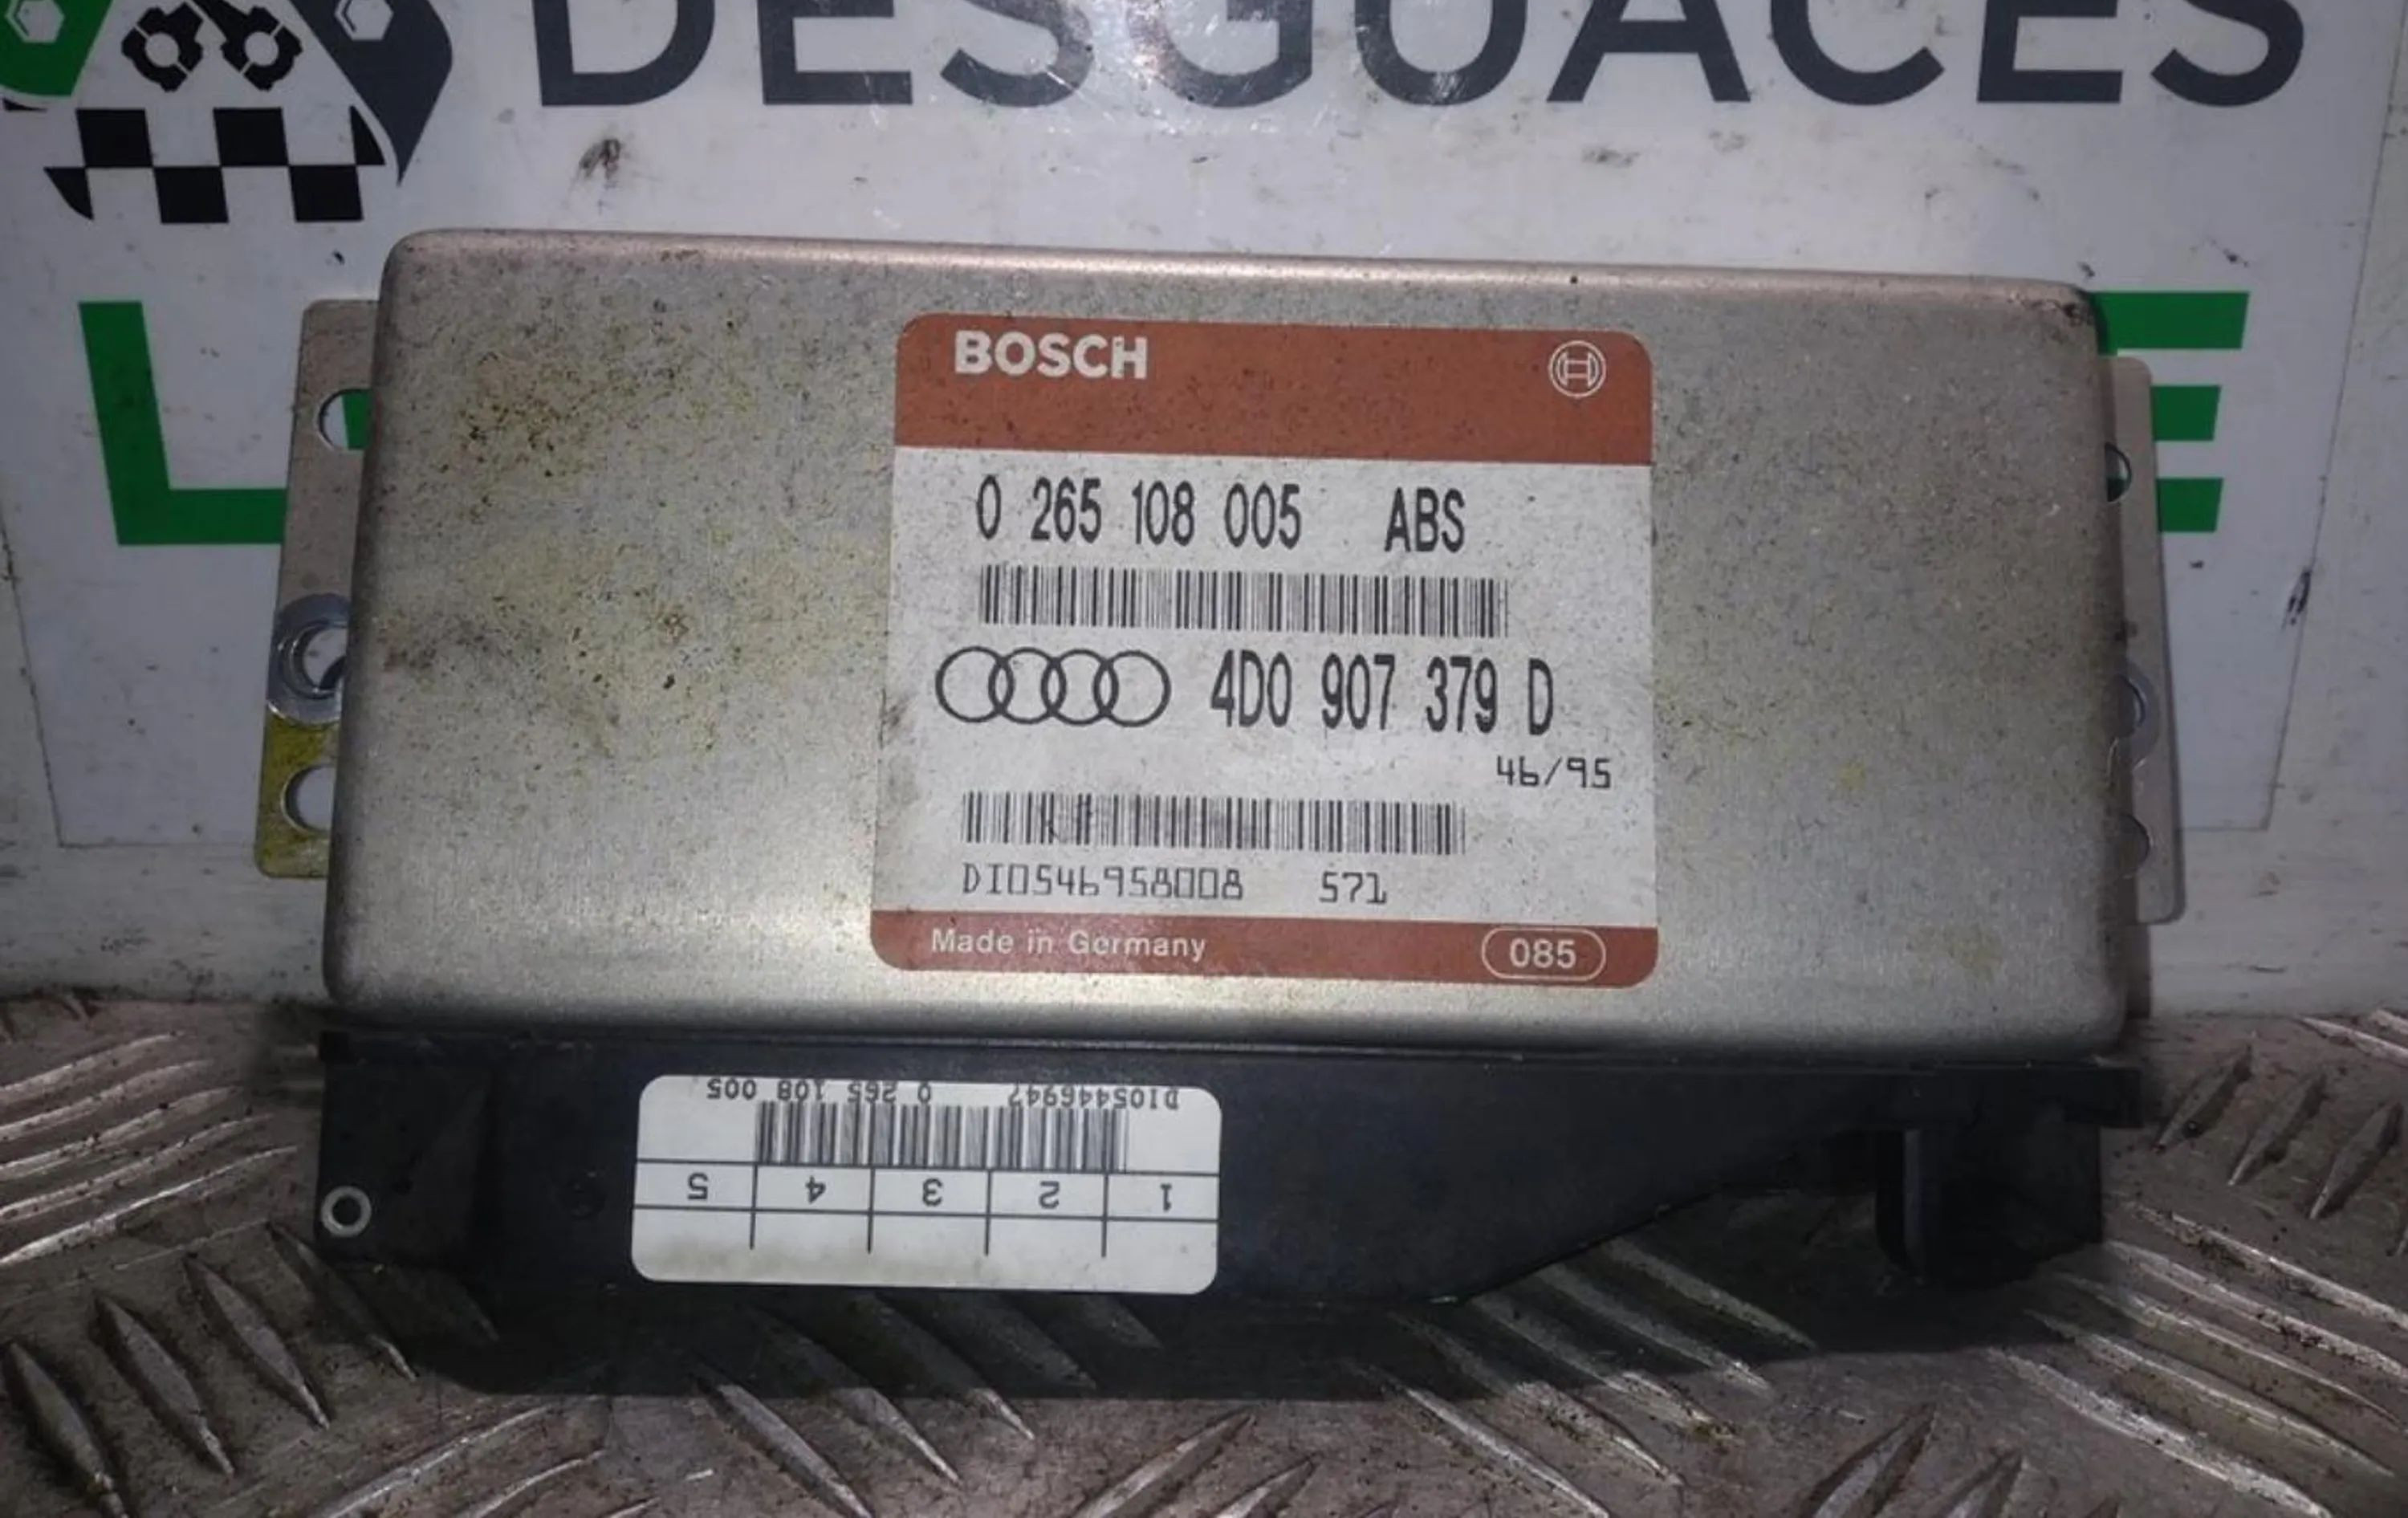 DESGUACES
L E
BOSCH
0 265 108 005 ABS
4D0 907 379 D
46/95
DI0546958008 571
Made in Germany 085
DI05446947 0 265 108 005
1 2 3 4 5